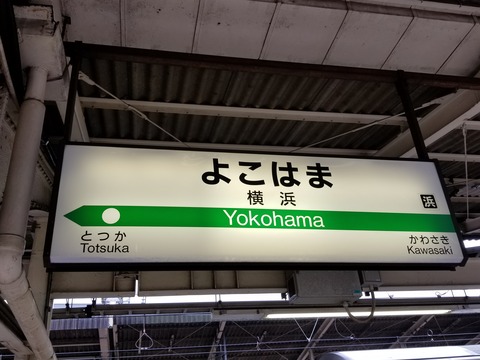 よこはま
横浜
浜
Yokohama
とつか
Totsuka
かわさき
Kawasaki